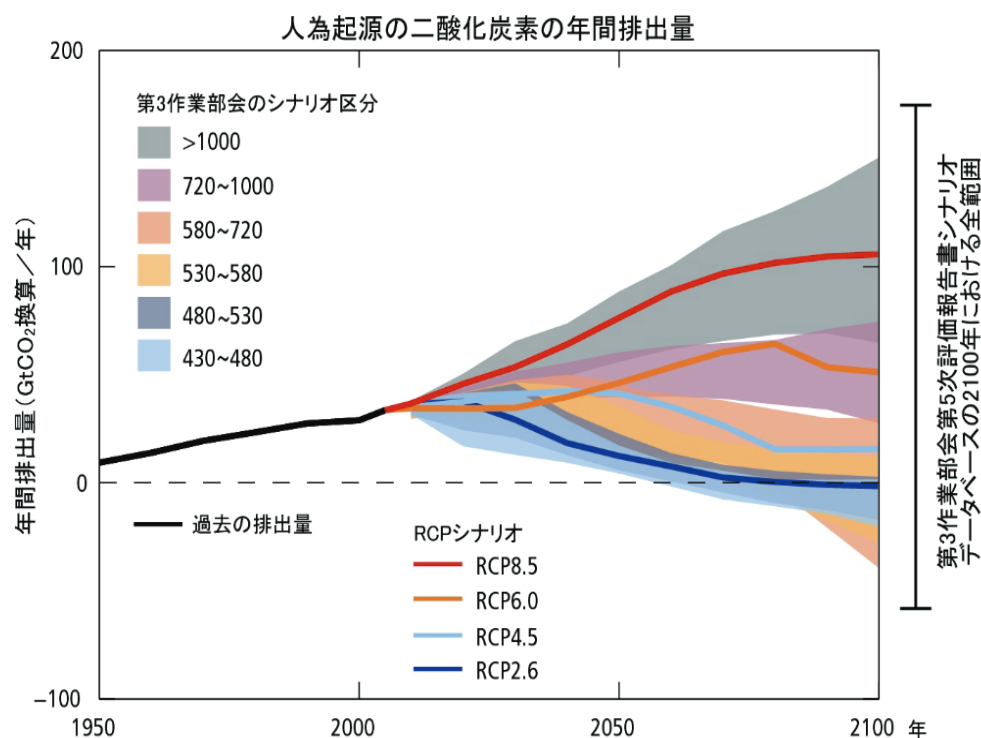 人為起源の二酸化炭素の年間排出量
200
100
0
−100
年間排出量（GtCO₂換算／年）
第3作業部会のシナリオ区分
>1000
720~1000
580~720
530~580
480~530
430~480
過去の排出量
RCPシナリオ
RCP8.5
RCP6.0
RCP4.5
RCP2.6
1950
2000
2050
2100 年
第3作業部会第5次評価報告書シナリオ
データベースの2100年における全範囲